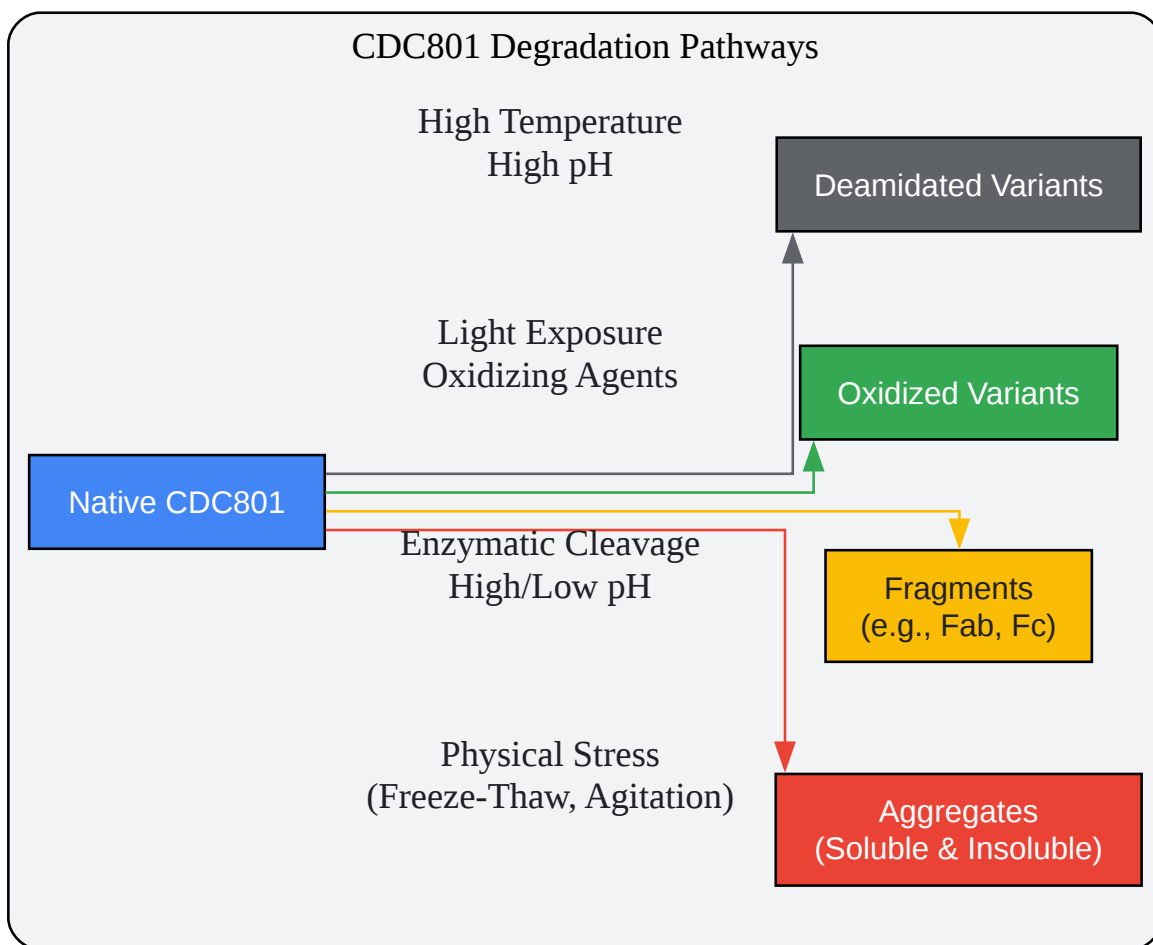 CDC801 Degradation Pathways
High Temperature
High pH
Deamidated Variants
Light Exposure
Oxidizing Agents
Oxidized Variants
Native CDC801
Enzymatic Cleavage
High/Low pH
Fragments
(e.g., Fab, Fc)
Physical Stress
(Freeze-Thaw, Agitation)
Aggregates
(Soluble & Insoluble)